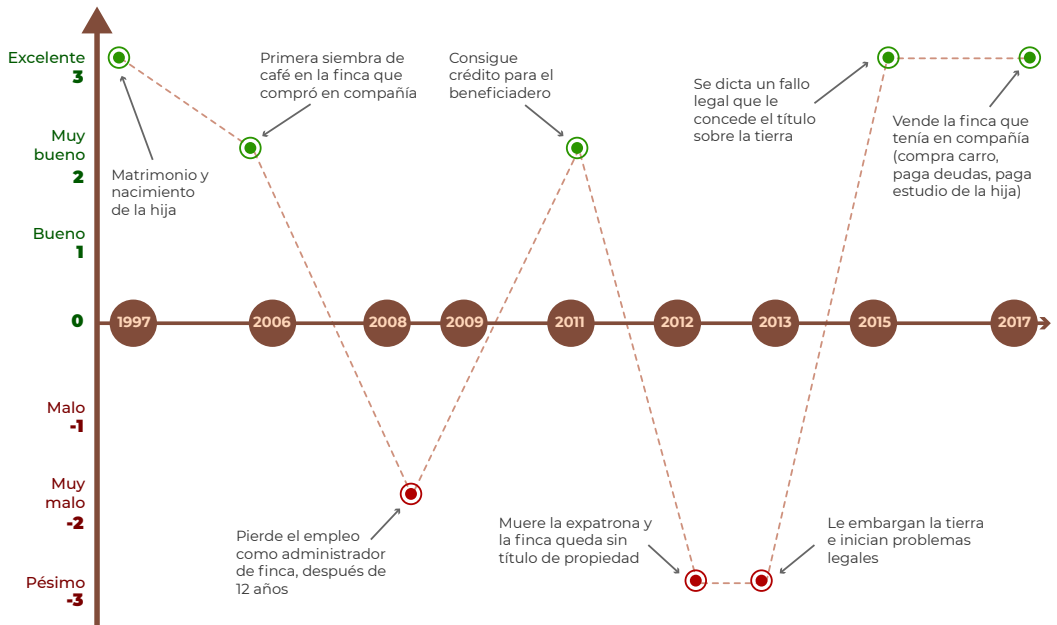 Excelente
3
Muy
bueno
2
Bueno
1
0
Malo
-1
Muy
malo
-2
Pésimo
-3
Matrimonio y
nacimiento
de la hija
Primera siembra de
café en la finca que
compró en compañía
Consigue
crédito para el
beneficiadero
Se dicta un fallo
legal que le
concede el título
sobre la tierra
Vende la finca que
tenía en compañía
(compra carro,
paga deudas, paga
estudio de la hija)
1997
2006
2008
2009
2011
2012
2013
2015
2017
Pierde el empleo
como administrador
de finca, después de
12 años
Muere la expatrona y
la finca queda sin
título de propiedad
Le embargan la tierra
e inician problemas
legales